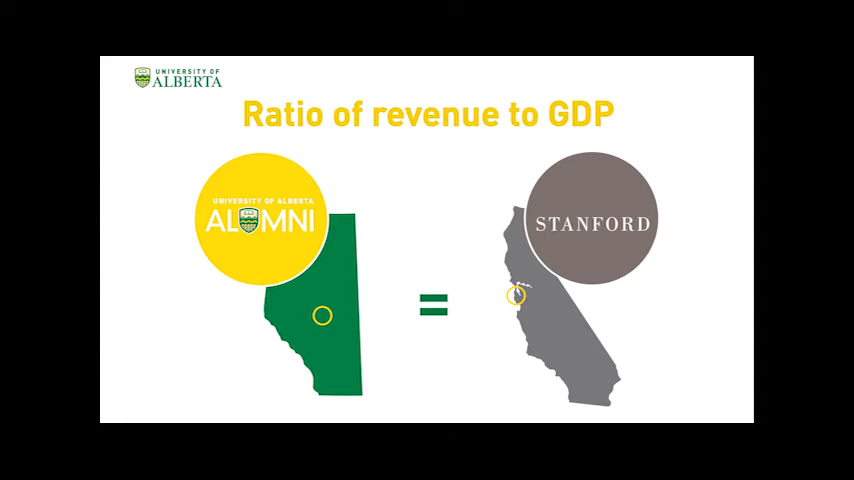 UNIVERSITY OF
ALBERTA
Ratio of revenue to GDP
UNIVERSITY OF ALBERTA
ALUMNI
STANFORD
=